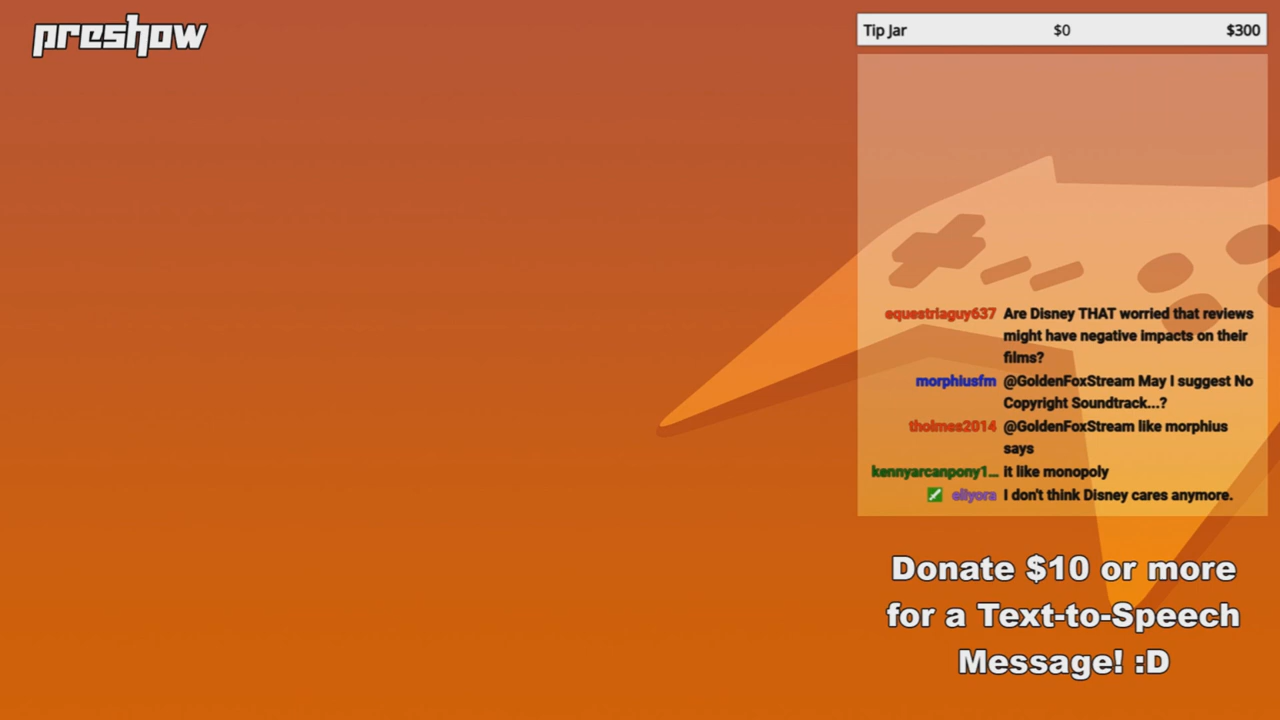 preshow
Tip Jar $0 $300
equestriaguy637 Are Disney THAT worried that reviews
might have negative impacts on their
films?
morphiusfm @GoldenFoxStream May I suggest No
Copyright Soundtrack...?
tholmes2014 @GoldenFoxStream like morphius
says
kennyarcanpony1... it like monopoly
eliyora I don't think Disney cares anymore.
Donate $10 or more
for a Text-to-Speech
Message! :D